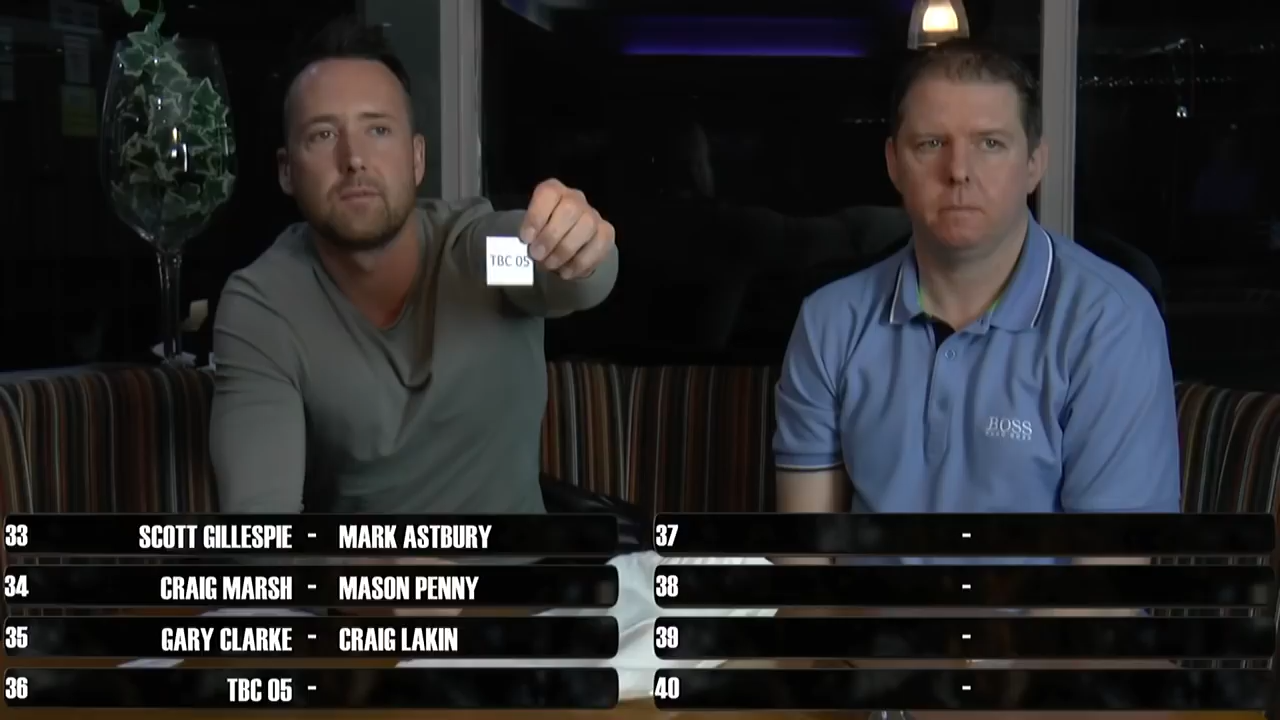 TBC 05
BOSS
33 SCOTT GILLESPIE - MARK ASTBURY
34 CRAIG MARSH - MASON PENNY
35 GARY CLARKE - CRAIG LAKIN
36 TBC 05 -
37 -
38 -
39 -
40 -